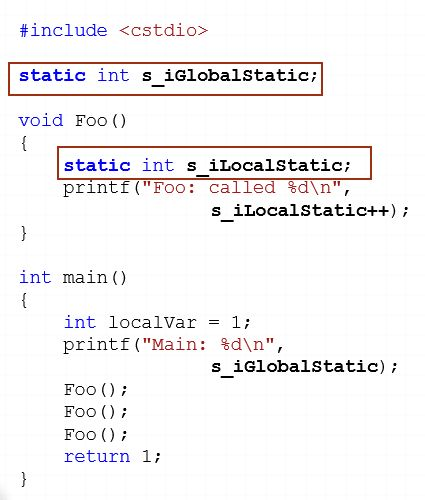 #include <cstdio>
static int s_iGlobalStatic;
void Foo()
{
static int s_iLocalStatic;
printf("Foo: called %d\n",
s_iLocalStatic++);
}
int main()
{
int localVar = 1;
printf("Main: %d\n",
s_iGlobalStatic);
Foo();
Foo();
Foo();
return 1;
}